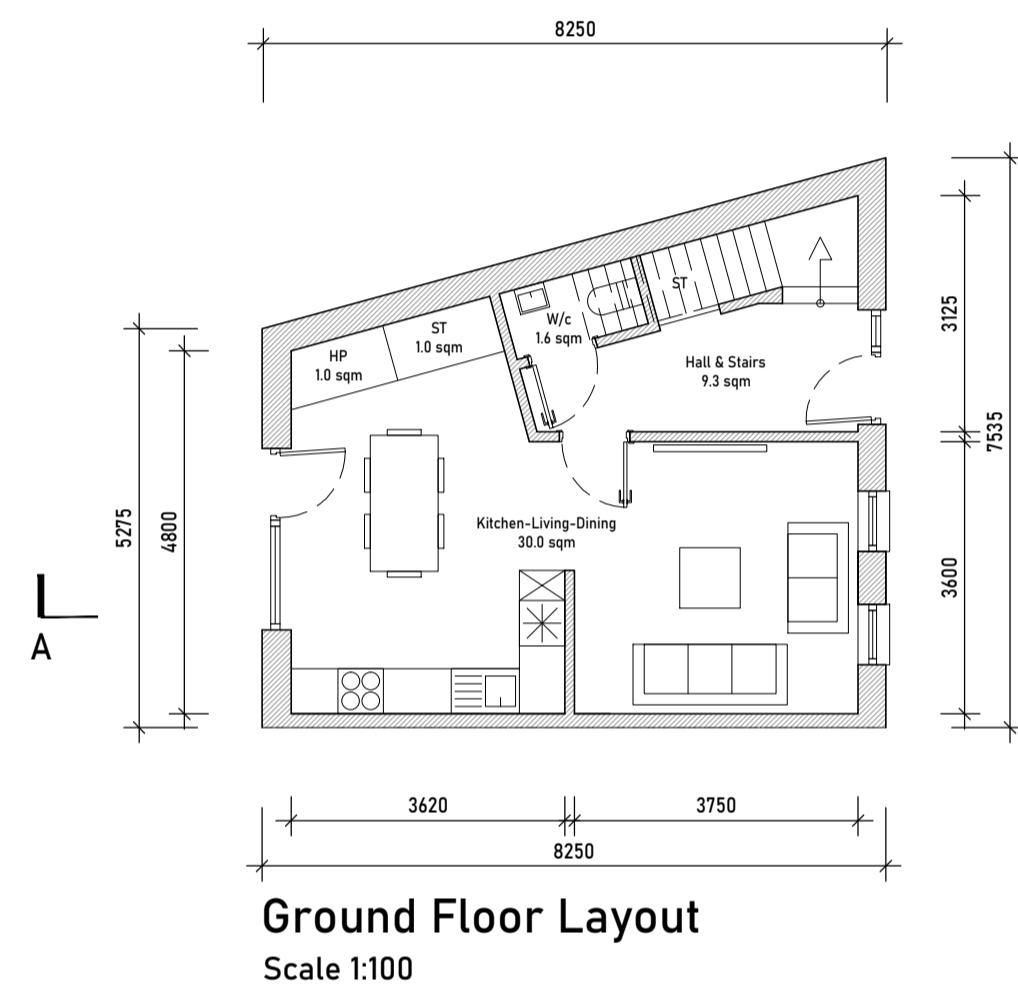 8250
ST
1.0 sqm
HP
1.0 sqm
W/c
1.6 sqm
ST
Hall & Stairs
9.3 sqm
3125
7535
5275
4800
Kitchen-Living-Dining
30.0 sqm
3600
A
3620
3750
8250
Ground Floor Layout
Scale 1:100